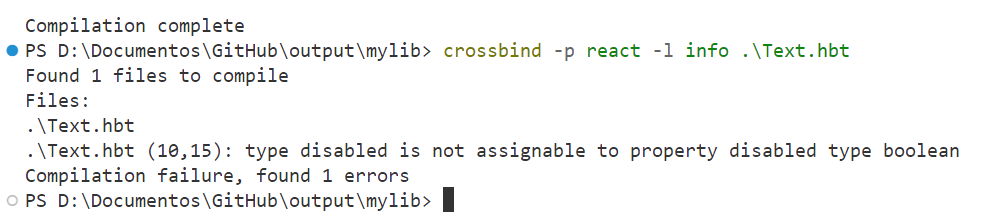 Compilation complete
PS D:\Documentos\GitHub\output\mylib> crossbind -p react -l info .\Text.hbt
Found 1 files to compile
Files:
.\Text.hbt
.\Text.hbt (10,15): type disabled is not assignable to property disabled type boolean
Compilation failure, found 1 errors
PS D:\Documentos\GitHub\output\mylib>